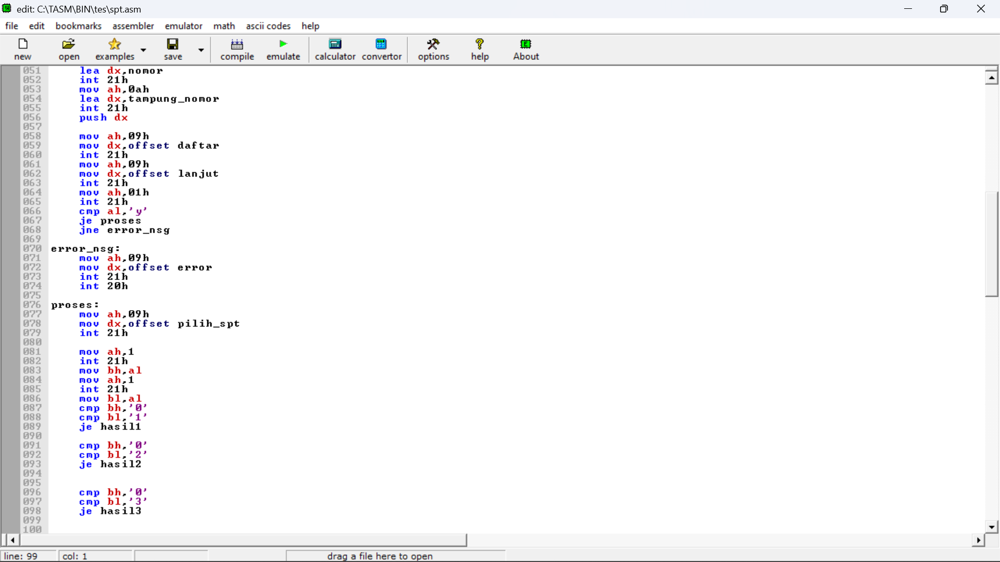 edit: C:\TASM\BIN\tes\spt.asm
file edit bookmarks assembler emulator math ascii codes help
new open examples save compile emulate calculator convertor options help About
051 lea dx,nomor
052 int 21h
053 mov ah,0ah
054 lea dx,tampung_nomor
055 int 21h
056 push dx
057
058 mov ah,09h
059 mov dx,offset daftar
060 int 21h
061 mov ah,09h
062 mov dx,offset lanjut
063 int 21h
064 mov ah,01h
065 int 21h
066 cmp al,'y'
067 je proses
068 jne error_nsg
069
070 error_nsg:
071 mov ah,09h
072 mov dx,offset error
073 int 21h
074 int 20h
075
076 proses:
077 mov ah,09h
078 mov dx,offset pilih_spt
079 int 21h
080
081 mov ah,1
082 int 21h
083 mov bh,al
084 mov ah,1
085 int 21h
086 mov bl,al
087 cmp bh,'0'
088 cmp bl,'1'
089 je hasil1
090
091 cmp bh,'0'
092 cmp bl,'2'
093 je hasil2
094
095
096 cmp bh,'0'
097 cmp bl,'3'
098 je hasil3
099
100
line: 99 col: 1 drag a file here to open